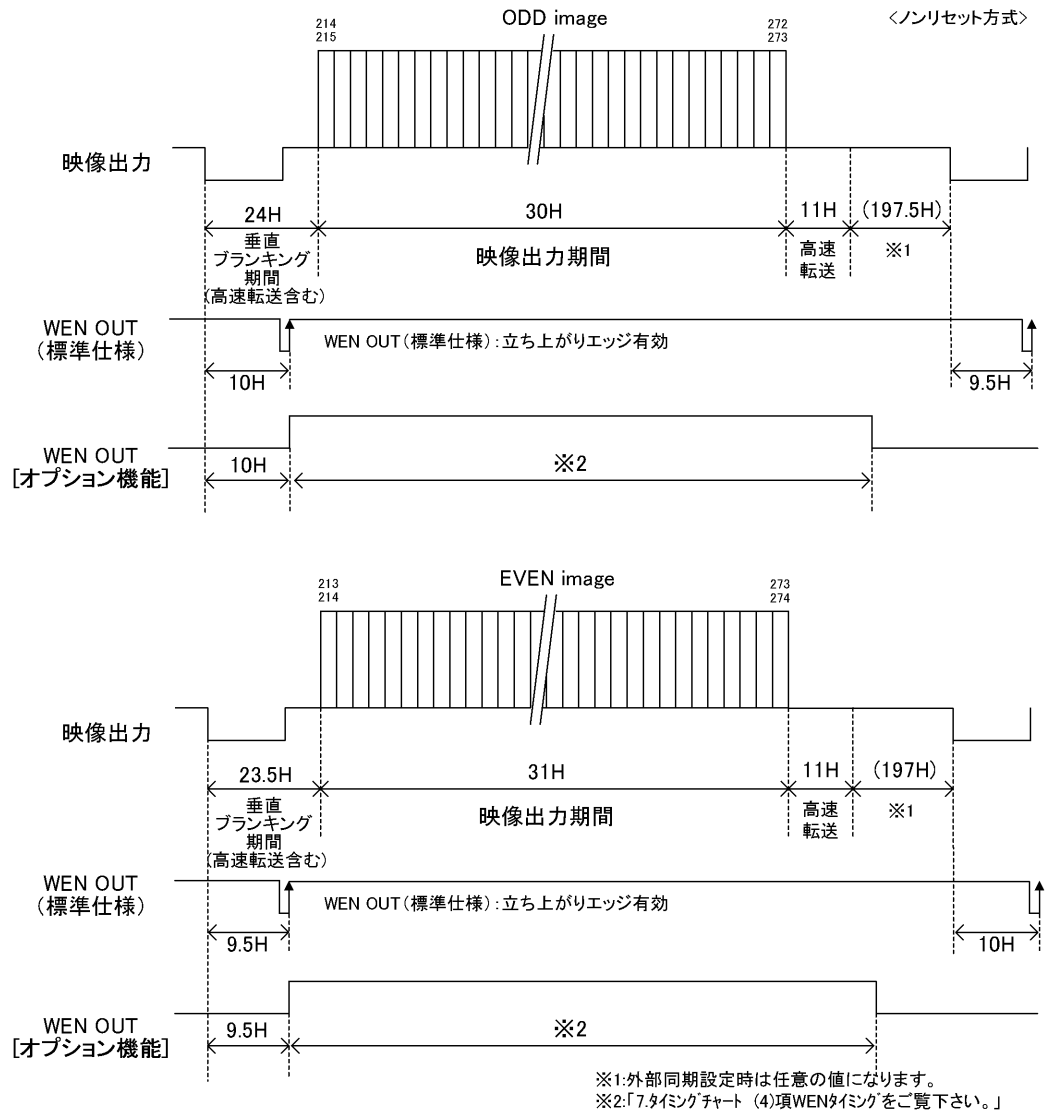 ODD image
<ノンリセット方式>
214
215
272
273
映像出力
24H
30H
11H
(197.5H)
垂直
ブランキング
期間
(高速転送含む)
映像出力期間
高速
転送
※1
WEN OUT
(標準仕様)
WEN OUT(標準仕様):立ち上がりエッジ有効
10H
9.5H
WEN OUT
[オプション機能]
10H
※2
EVEN image
213
214
273
274
映像出力
23.5H
31H
11H
(197H)
垂直
ブランキング
期間
(高速転送含む)
映像出力期間
高速
転送
※1
WEN OUT
(標準仕様)
WEN OUT(標準仕様):立ち上がりエッジ有効
9.5H
10H
WEN OUT
[オプション機能]
9.5H
※2
※1:外部同期設定時は任意の値になります。
※2:「7.タイミングチャート (4)項WENタイミングをご覧下さい。」